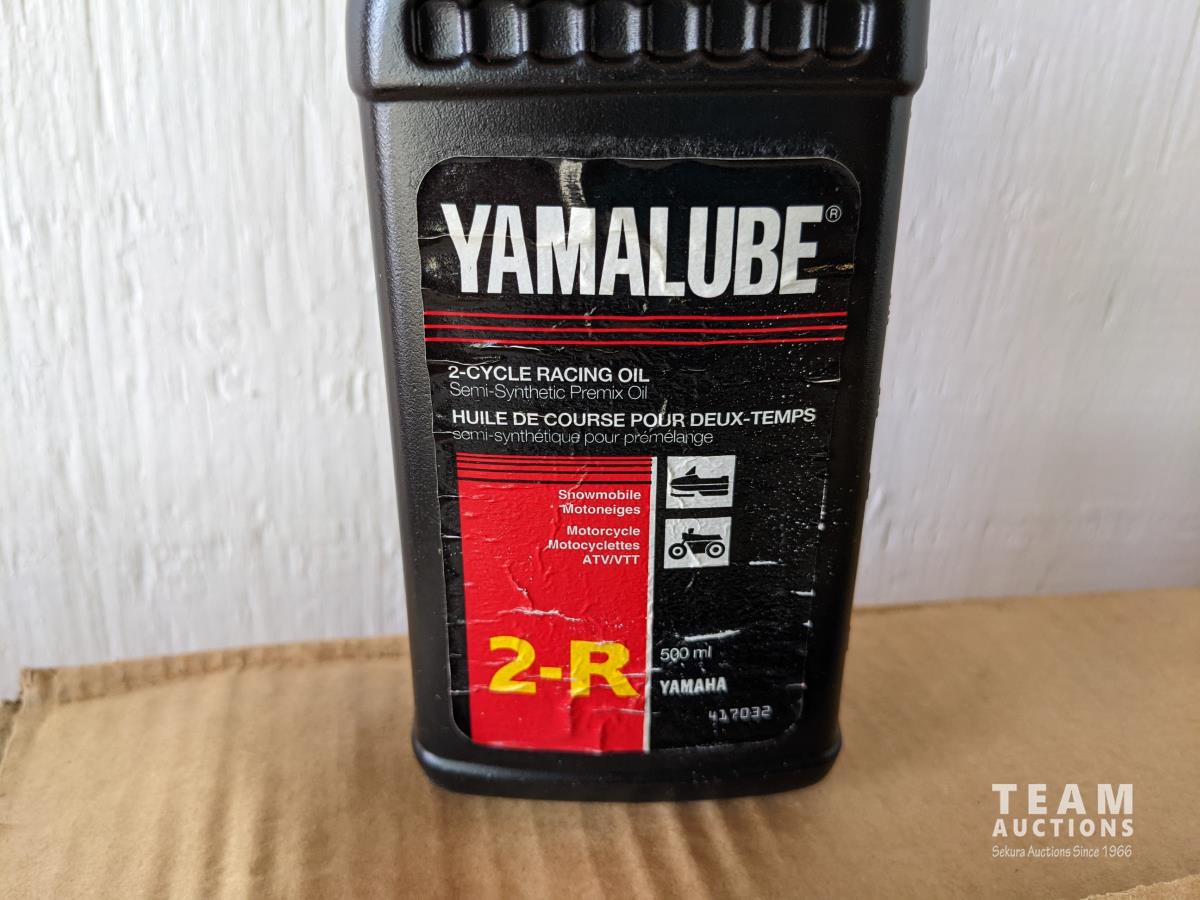 YAMALUBE®
2-CYCLE RACING OIL
Semi-Synthetic Premix Oil
HUILE DE COURSE POUR DEUX-TEMPS
semi-synthétique pour prémélange
Snowmobile
Motoneiges
Motorcycle
Motocyclettes
ATV/VTT
2-R
500 ml
YAMAHA
417032
TEAM
AUCTIONS
Sekura Auctions Since 1966